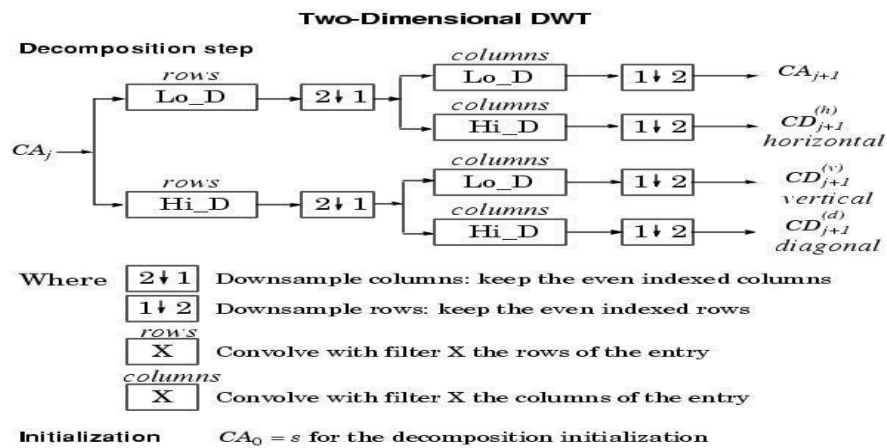 Two-Dimensional DWT
Decomposition step
rows
columns
Lo_D
2↓1
Lo_D
1↓2
CA_{j+1}
columns
Hi_D
1↓2
CD_{j+1}^{(h)}
horizontal
CA_j
rows
columns
Hi_D
2↓1
Lo_D
1↓2
CD_{j+1}^{(v)}
vertical
columns
Hi_D
1↓2
CD_{j+1}^{(d)}
diagonal
Where 2↓1 Downsample columns: keep the even indexed columns
1↓2 Downsample rows: keep the even indexed rows
rows
X Convolve with filter X the rows of the entry
columns
X Convolve with filter X the columns of the entry
Initialization CA_0 = s for the decomposition initialization